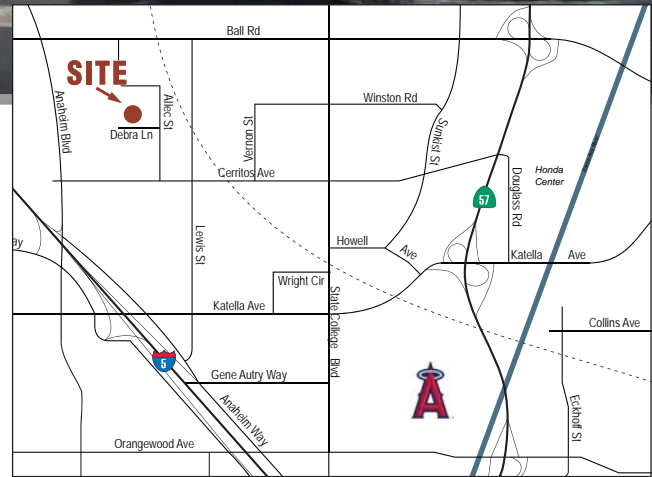 Ball Rd
SITE
Anaheim Blvd
Allec St
Debra Ln
Vernon St
Winston Rd
Sunkist St
Cerritos Ave
Honda
Center
Douglass Rd
57
Lewis St
Howell
Ave
Katella Ave
ay
Wright Cir
Katella Ave
State College Blvd
Collins Ave
5
Gene Autry Way
Anaheim Way
A
Eckhoff St
Orangewood Ave